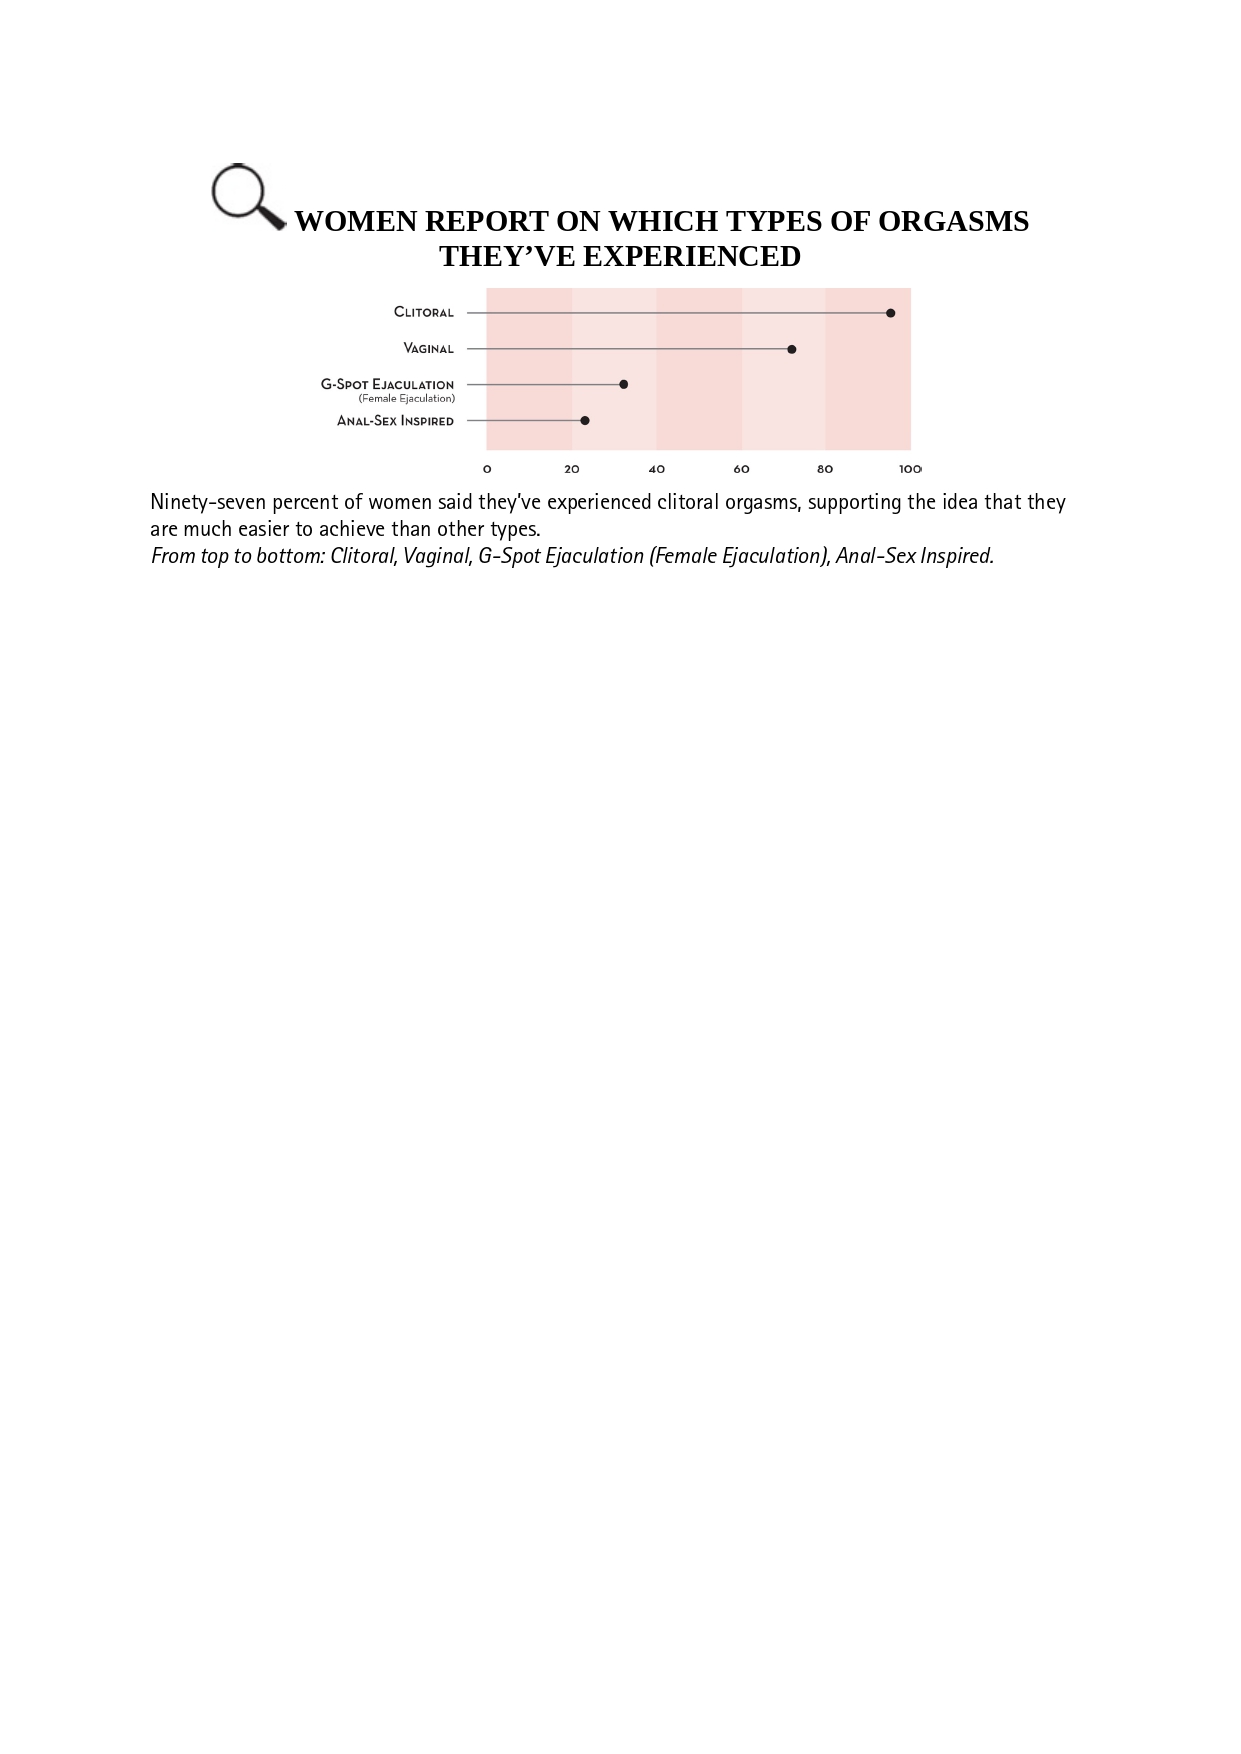 WOMEN REPORT ON WHICH TYPES OF ORGASMS
THEY’VE EXPERIENCED
CLITORAL
VAGINAL
G-SPOT EJACULATION
(Female Ejaculation)
ANAL-SEX INSPIRED
0 20 40 60 80 100
Ninety-seven percent of women said they’ve experienced clitoral orgasms, supporting the idea that they
are much easier to achieve than other types.
From top to bottom: Clitoral, Vaginal, G-Spot Ejaculation (Female Ejaculation), Anal-Sex Inspired.